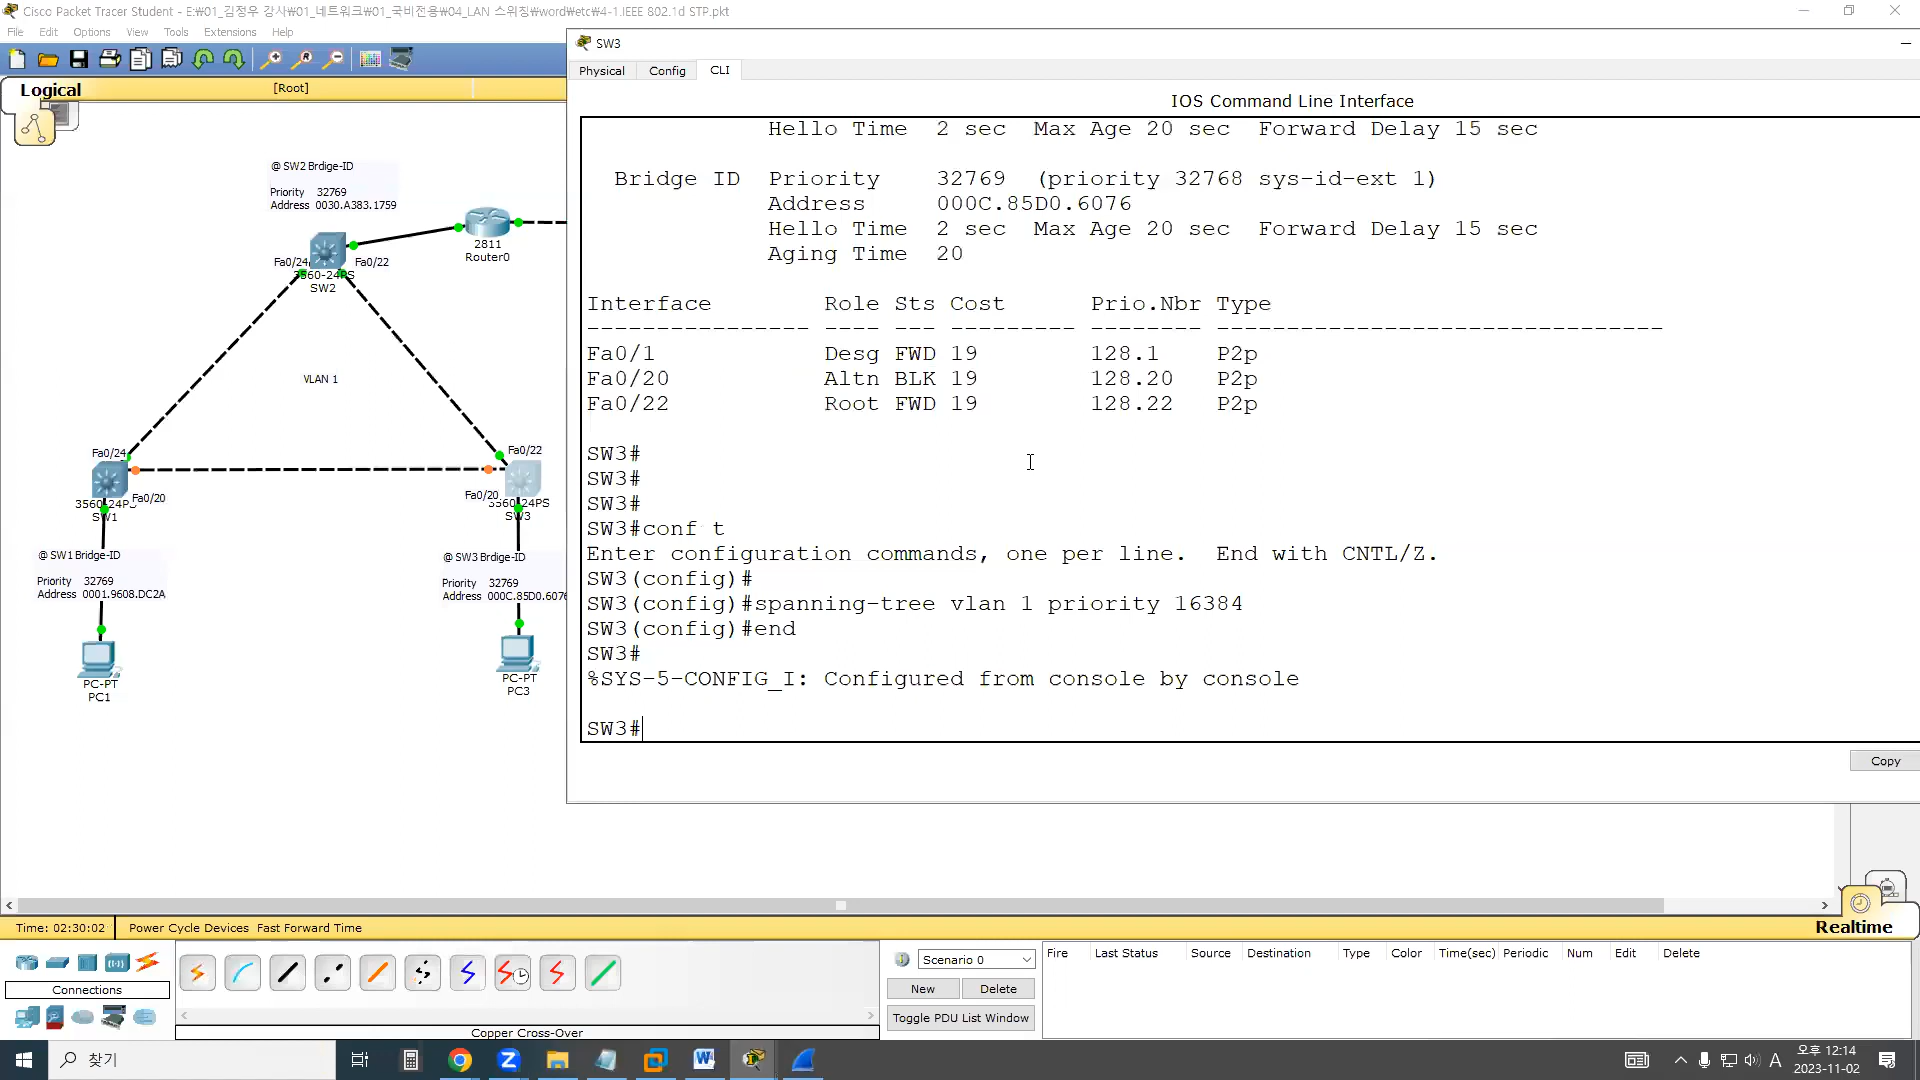 Cisco Packet Tracer Student - E:₩01_김정우 강사₩01_네트워크₩01_국비전용₩04_LAN 스위칭₩word₩etc₩4-1.IEEE 802.1d STP.pkt
File Edit Options View Tools Extensions Help
Logical
[Root]
@ SW2 Brdige-ID
Priority 32769
Address 0030.A383.1759
2811
Router0
Fa0/24
Fa0/22
3560-24PS
SW2
VLAN 1
Fa0/24
Fa0/20
SW1
Fa0/22
Fa0/20
3560-24PS
SW3
@ SW1 Bridge-ID
Priority 32769
Address 0001.9608.DC2A
@ SW3 Brdige-ID
Priority 32769
Address 000C.85D0.6076
PC-PT
PC1
PC-PT
PC3
SW3
Physical Config CLI
IOS Command Line Interface
Hello Time 2 sec Max Age 20 sec Forward Delay 15 sec
Bridge ID Priority 32769 (priority 32768 sys-id-ext 1)
Address 000C.85D0.6076
Hello Time 2 sec Max Age 20 sec Forward Delay 15 sec
Aging Time 20
Interface Role Sts Cost Prio.Nbr Type
---------------- ---- --- --------- -------- --------------------------------
Fa0/1 Desg FWD 19 128.1 P2p
Fa0/20 Altn BLK 19 128.20 P2p
Fa0/22 Root FWD 19 128.22 P2p
SW3#
SW3#
SW3#
SW3#conf t
Enter configuration commands, one per line. End with CNTL/Z.
SW3(config)#
SW3(config)#spanning-tree vlan 1 priority 16384
SW3(config)#end
SW3#
%SYS-5-CONFIG_I: Configured from console by console
SW3#
Copy
Time: 02:30:02 Power Cycle Devices Fast Forward Time
Realtime
Connections
Copper Cross-Over
Scenario 0
New Delete
Toggle PDU List Window
Fire Last Status Source Destination Type Color Time(sec) Periodic Num Edit Delete
찾기
A
오후 12:14
2023-11-02